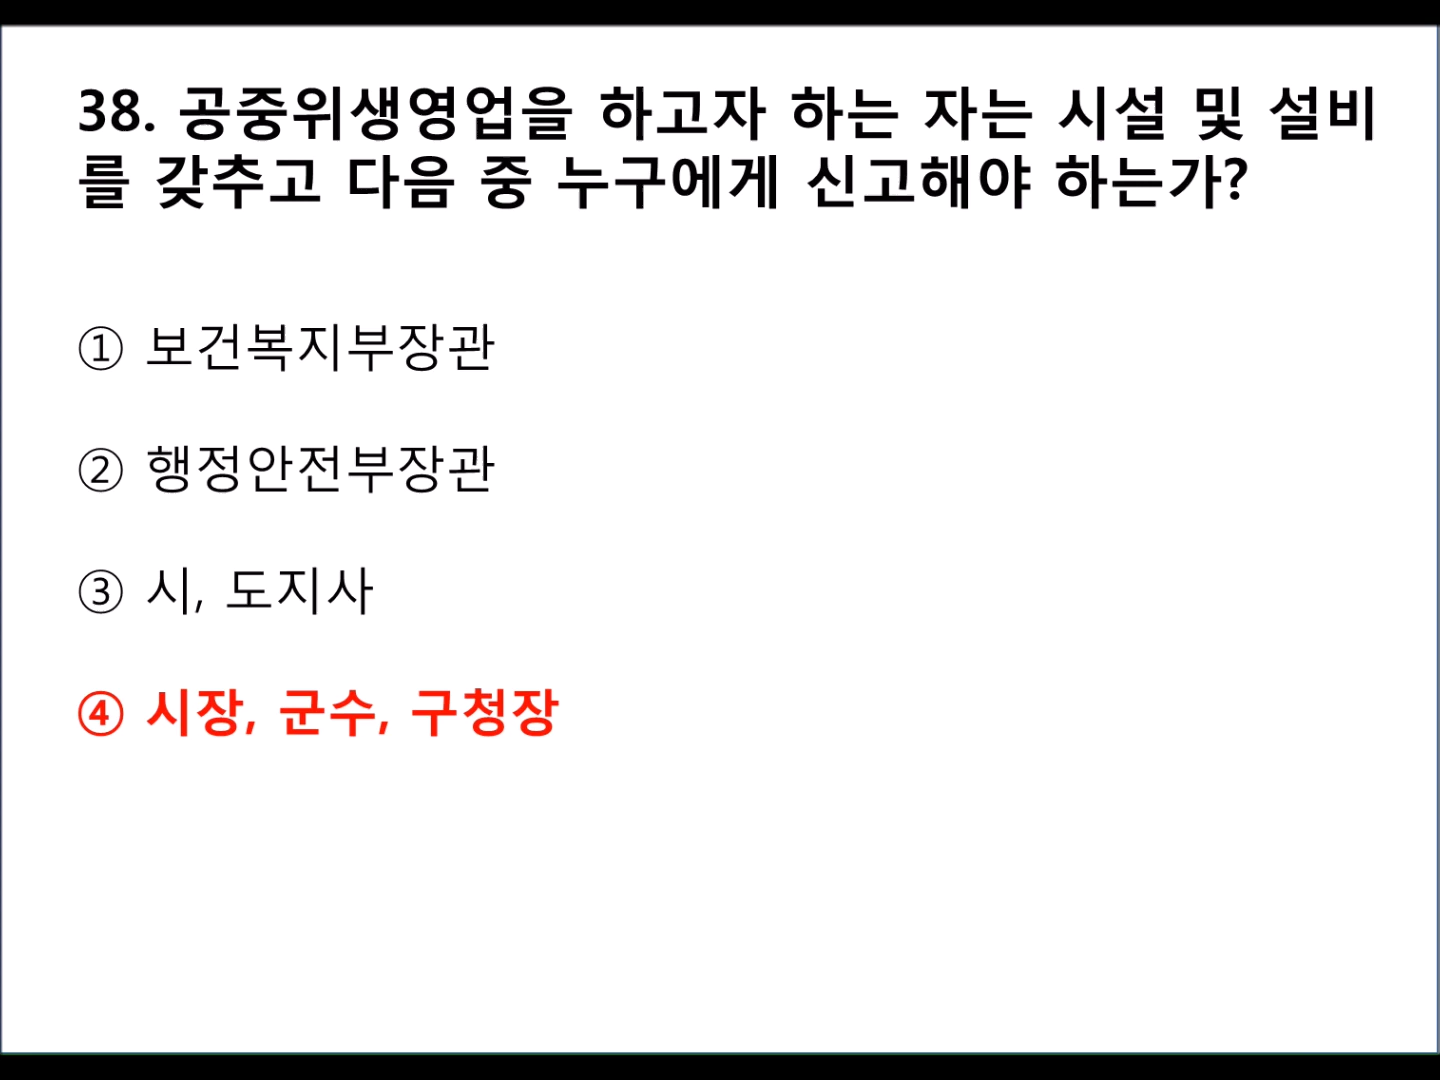 38. 공중위생영업을 하고자 하는 자는 시설 및 설비
를 갖추고 다음 중 누구에게 신고해야 하는가?
① 보건복지부장관
② 행정안전부장관
③ 시, 도지사
④ 시장, 군수, 구청장